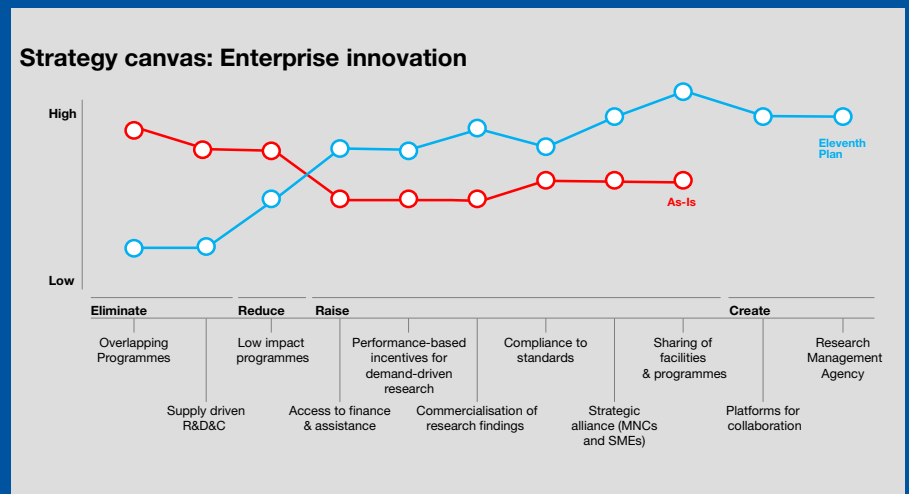 Strategy canvas: Enterprise innovation
High
Eleventh
Plan
As-Is
Low
Eliminate
Reduce
Raise
Create
Overlapping
Programmes
Supply driven
R&D&C
Low impact
programmes
Access to finance
& assistance
Performance-based
incentives for
demand-driven
research
Commercialisation of
research findings
Compliance to
standards
Strategic
alliance (MNCs
and SMEs)
Sharing of
facilities
& programmes
Platforms for
collaboration
Research
Management
Agency